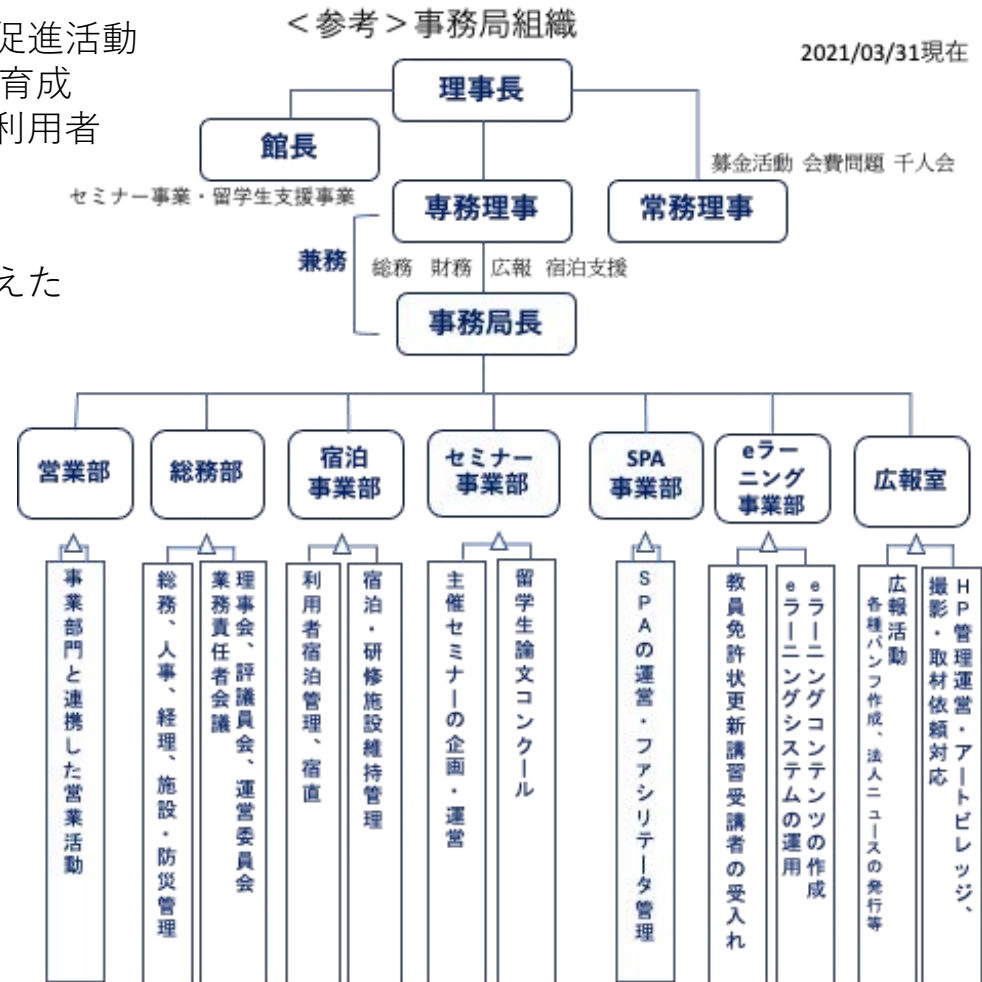 促進活動
育成
利用者
えた
＜参考＞事務局組織
2021/03/31現在
理事長
館長
セミナー事業・留学生支援事業
専務理事
常務理事
募金活動 会費問題 千人会
兼務
総務 財務 広報 宿泊支援
事務局長
営業部
総務部
宿泊
事業部
セミナー
事業部
SPA
事業部
eラー
ニング
事業部
広報室
事業部門と連携した営業活動
総務、人事、経理、施設・防災管理
理事会、評議員会、運営委員会
業務責任者会議
利用者宿泊管理、宿直
宿泊・研修施設維持管理
主催セミナーの企画・運営
留学生論文コンクール
SPAの運営・ファシリテータ管理
教員免許状更新講習受講者の受入れ
eラーニングコンテンツの作成
eラーニングシステムの運用
広報活動
各種パンフ作成、法人ニュースの発行等
HP管理運営・アートビレッジ、
撮影・取材依頼対応